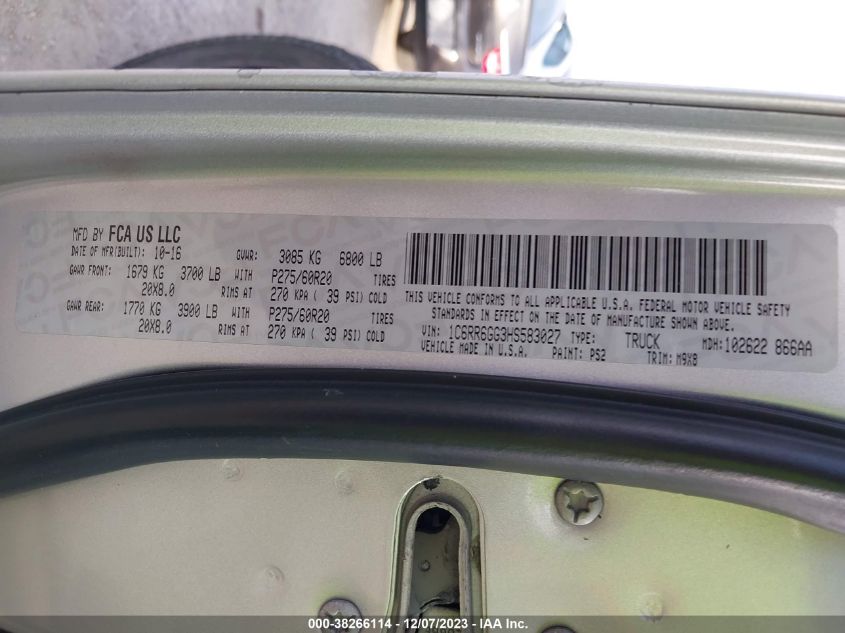 MFD BY FCA US LLC
DATE OF MFR(BUILT): 10-16 GVWR: 3085 KG 6800 LB
GAWR FRONT: 1679 KG 3700 LB WITH P275/60R20 TIRES
20X8.0 RIMS AT 270 KPA ( 39 PSI) COLD
GAWR REAR: 1770 KG 3900 LB WITH P275/60R20 TIRES
20X8.0 RIMS AT 270 KPA ( 39 PSI) COLD
THIS VEHICLE CONFORMS TO ALL APPLICABLE U.S.A. FEDERAL MOTOR VEHICLE SAFETY
STANDARDS IN EFFECT ON THE DATE OF MANUFACTURE SHOWN ABOVE.
VIN: 1C6RR6GG3HS583027 TYPE: TRUCK MDH:102622 866AA
VEHICLE MADE IN U.S.A. PAINT: PS2 TRIM: M9X8
000-38266114 - 12/07/2023 - IAA Inc.